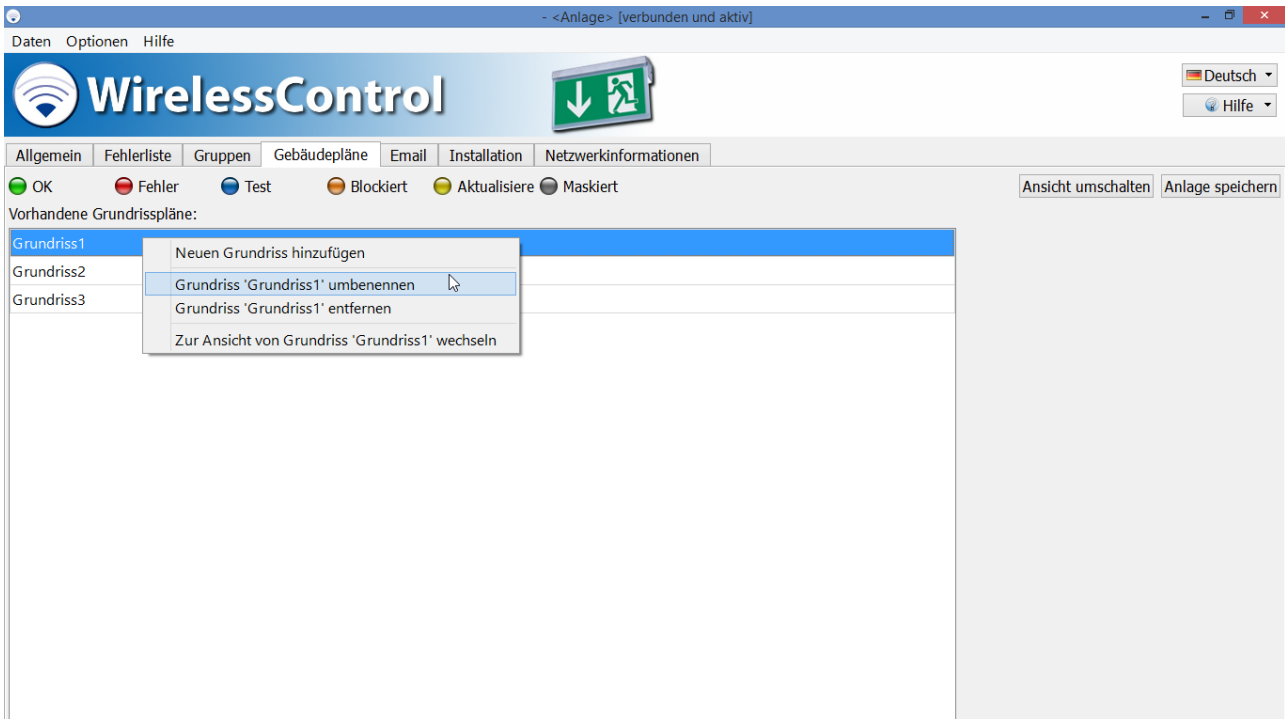 - <Anlage> [verbunden und aktiv]
Daten Optionen Hilfe
WirelessControl
Deutsch
Hilfe
Allgemein Fehlerliste Gruppen Gebäudepläne Email Installation Netzwerkinformationen
OK Fehler Test Blockiert Aktualisiere Maskiert Ansicht umschalten Anlage speichern
Vorhandene Grundrisspläne:
Grundriss1
Neuen Grundriss hinzufügen
Grundriss2
Grundriss 'Grundriss1' umbenennen
Grundriss3
Grundriss 'Grundriss1' entfernen
Zur Ansicht von Grundriss 'Grundriss1' wechseln